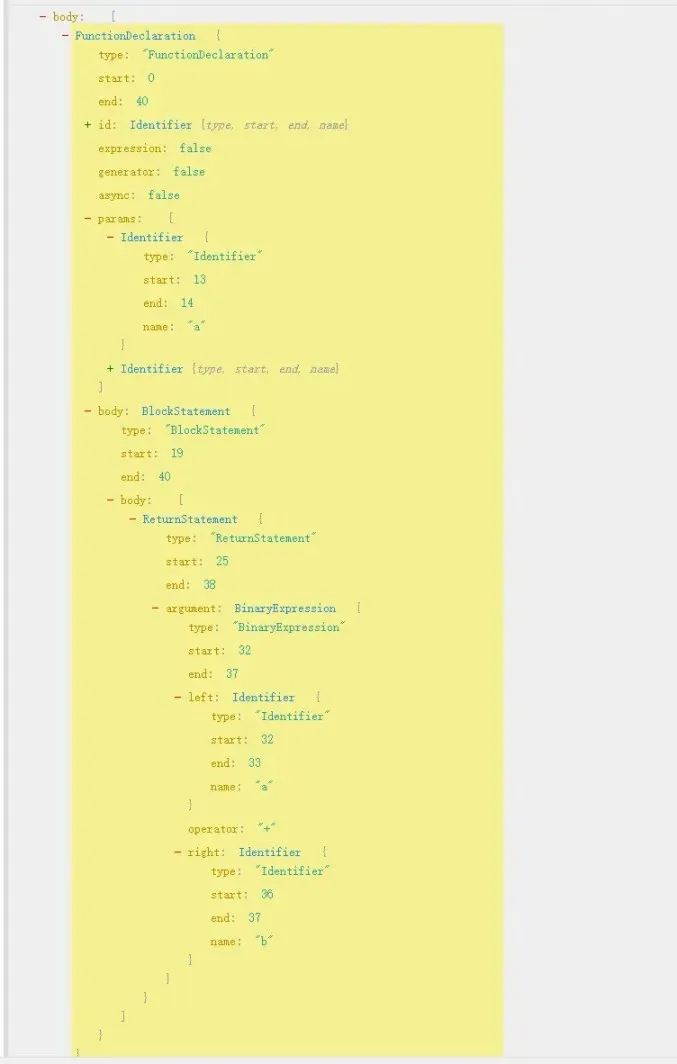 − body: [
− FunctionDeclaration {
type: "FunctionDeclaration"
start: 0
end: 40
+ id: Identifier {type, start, end, name}
expression: false
generator: false
async: false
− params: [
− Identifier {
type: "Identifier"
start: 13
end: 14
name: "a"
}
+ Identifier {type, start, end, name}
]
− body: BlockStatement {
type: "BlockStatement"
start: 19
end: 40
− body: [
− ReturnStatement {
type: "ReturnStatement"
start: 25
end: 38
− argument: BinaryExpression {
type: "BinaryExpression"
start: 32
end: 37
− left: Identifier {
type: "Identifier"
start: 32
end: 33
name: "a"
}
operator: "+"
− right: Identifier {
type: "Identifier"
start: 36
end: 37
name: "b"
}
}
}
]
}
}